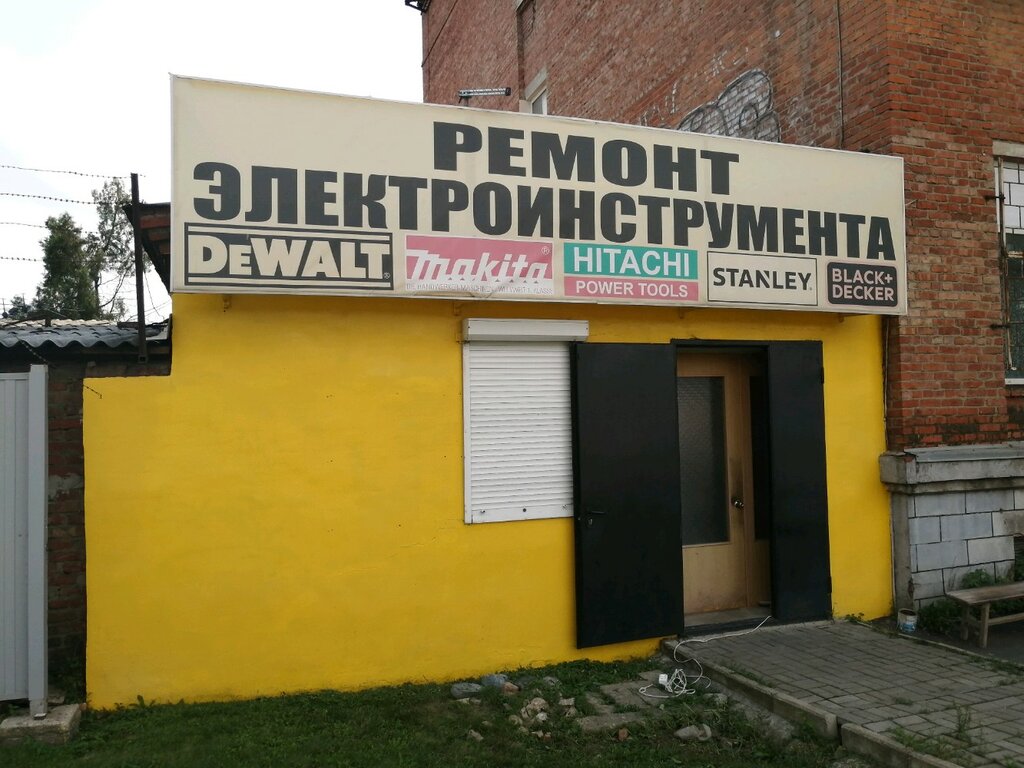 РЕМОНТ
ЭЛЕКТРОИНСТРУМЕНТА
DEWALT®
makita®
HITACHI
POWER TOOLS
STANLEY®
BLACK+
DECKER